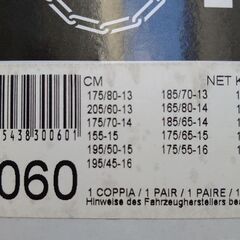 CM NET K
175/80-13 185/70-13
205/60-13 165/80-14
175/70-14 185/65-14
155-15 175/65-15
195/50-15 175/55-16
195/45-16
5438300601
060
1 COPPIA / 1 PAIR / 1 PAIRE / 1
Hinweise des Fahrzeugherstellers bea